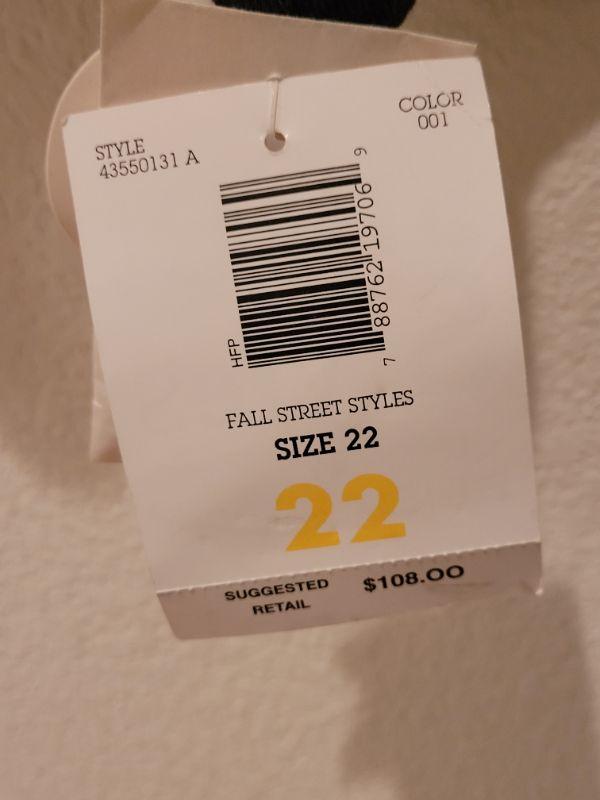 STYLE
43550131 A
COLOR
001
HFP
7 88762 19706 9
FALL STREET STYLES
SIZE 22
22
SUGGESTED
RETAIL
$108.00